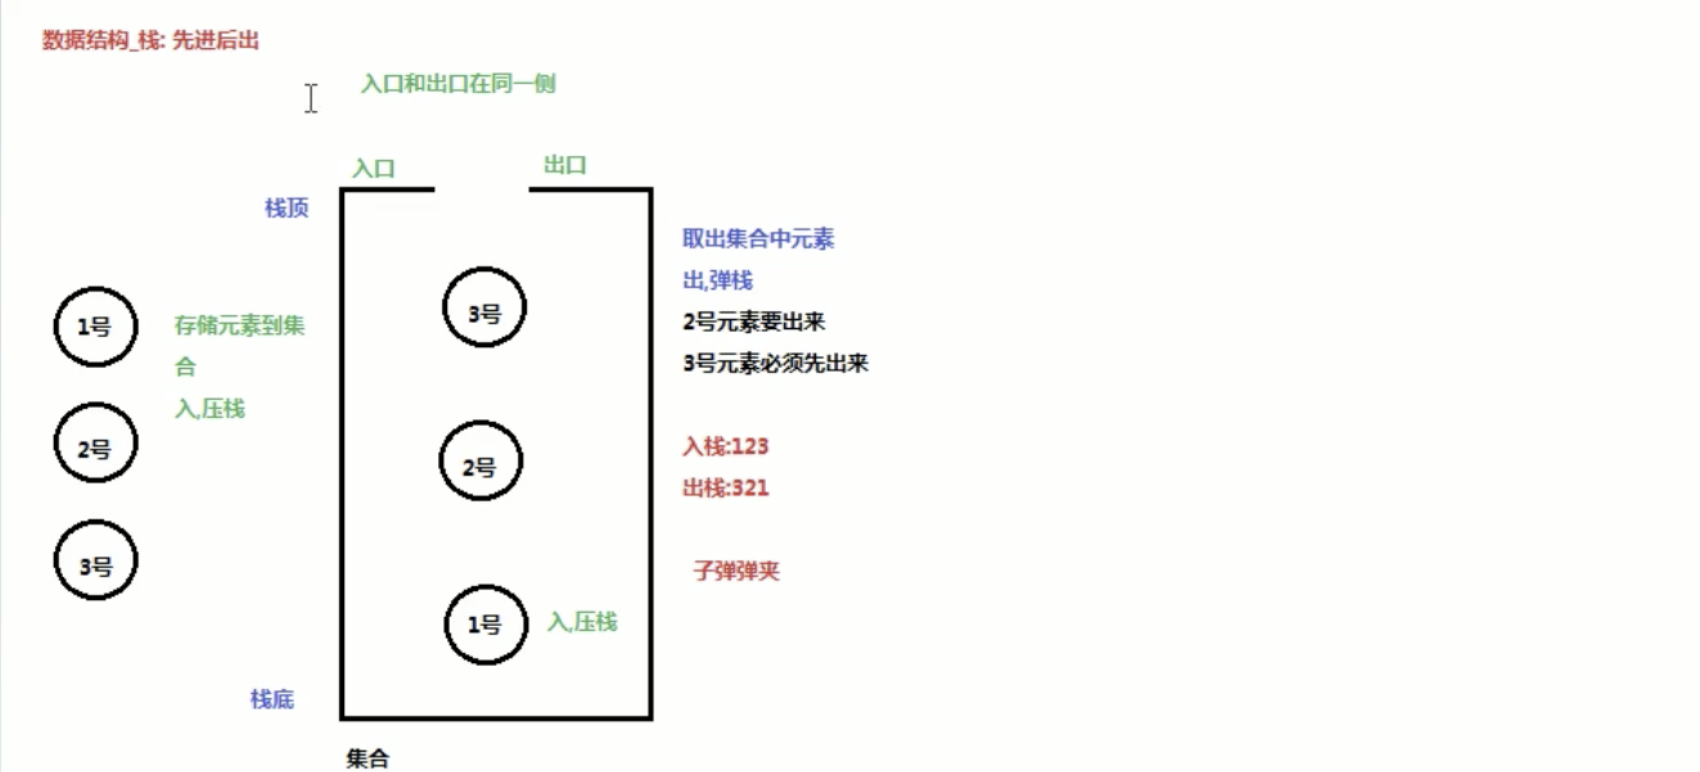 数据结构_栈: 先进后出
入口和出口在同一侧
入口
出口
栈顶
1号
2号
3号
存储元素到集
合
入,压栈
3号
2号
1号
入,压栈
栈底
集合
取出集合中元素
出,弹栈
2号元素要出来
3号元素必须先出来
入栈:123
出栈:321
子弹弹夹